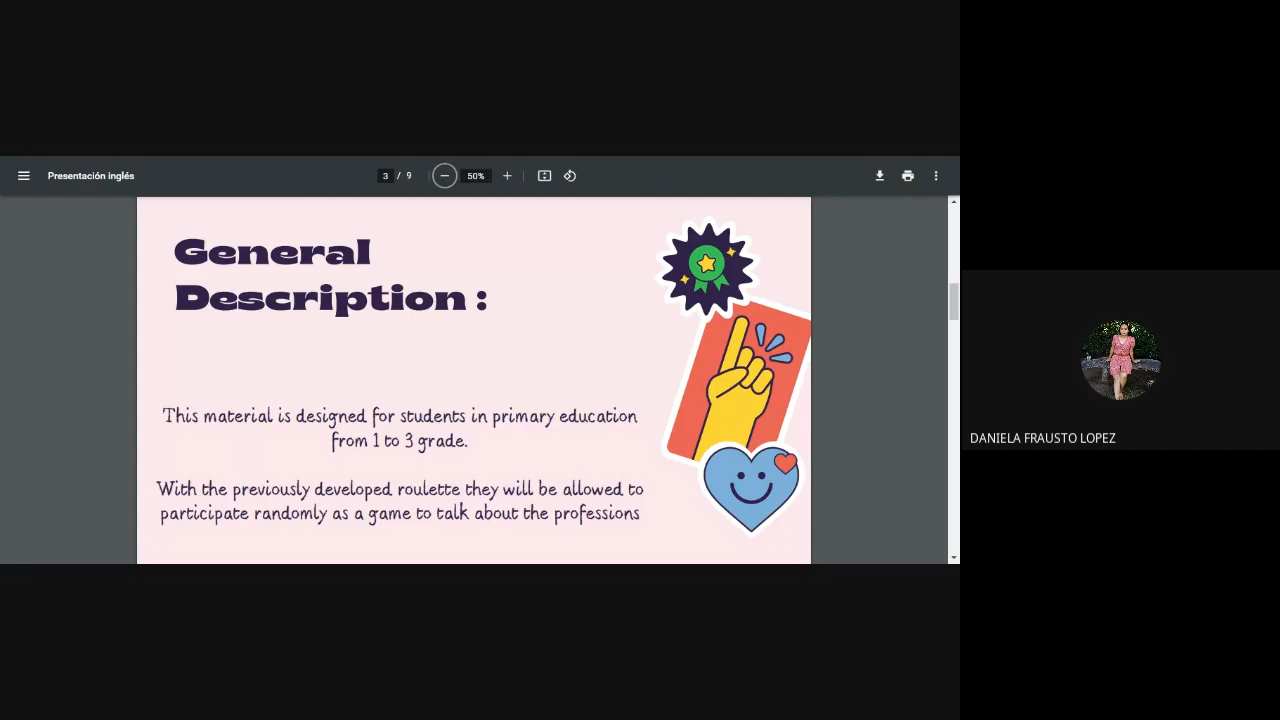 Presentación inglés
3 / 9
50%
General
Description :
This material is designed for students in primary education
from 1 to 3 grade.
With the previously developed roulette they will be allowed to
participate randomly as a game to talk about the professions
DANIELA FRAUSTO LOPEZ